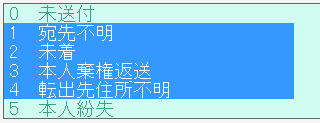 0 未送付
1 宛先不明
2 未着
3 本人棄権返送
4 転出先住所不明
5 本人紛失